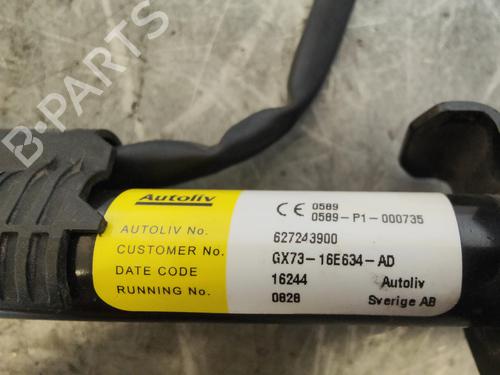 B-PARTS
Autoliv
CE 0589
0589-P1-000735
AUTOLIV No. 627243900
CUSTOMER No. GX73-16E634-AD
DATE CODE 16244 Autoliv
RUNNING No. 0828 Sverige AB